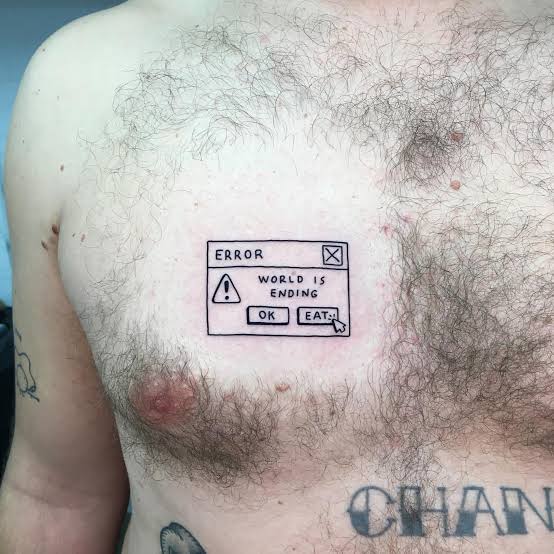 ERROR
WORLD IS
ENDING
OK EAT
CHAN